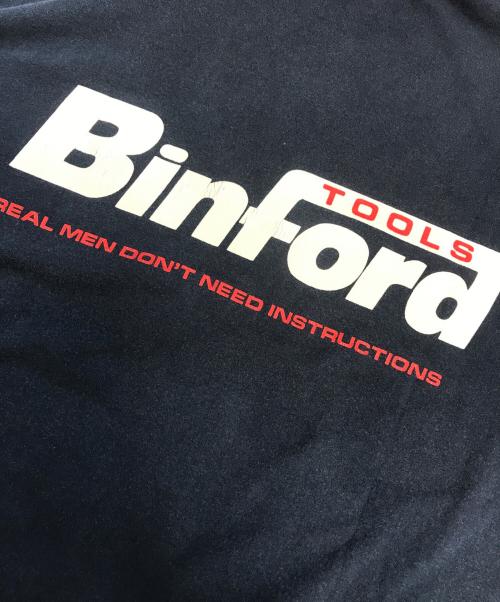 Binford
TOOLS
REAL MEN DON'T NEED INSTRUCTIONS